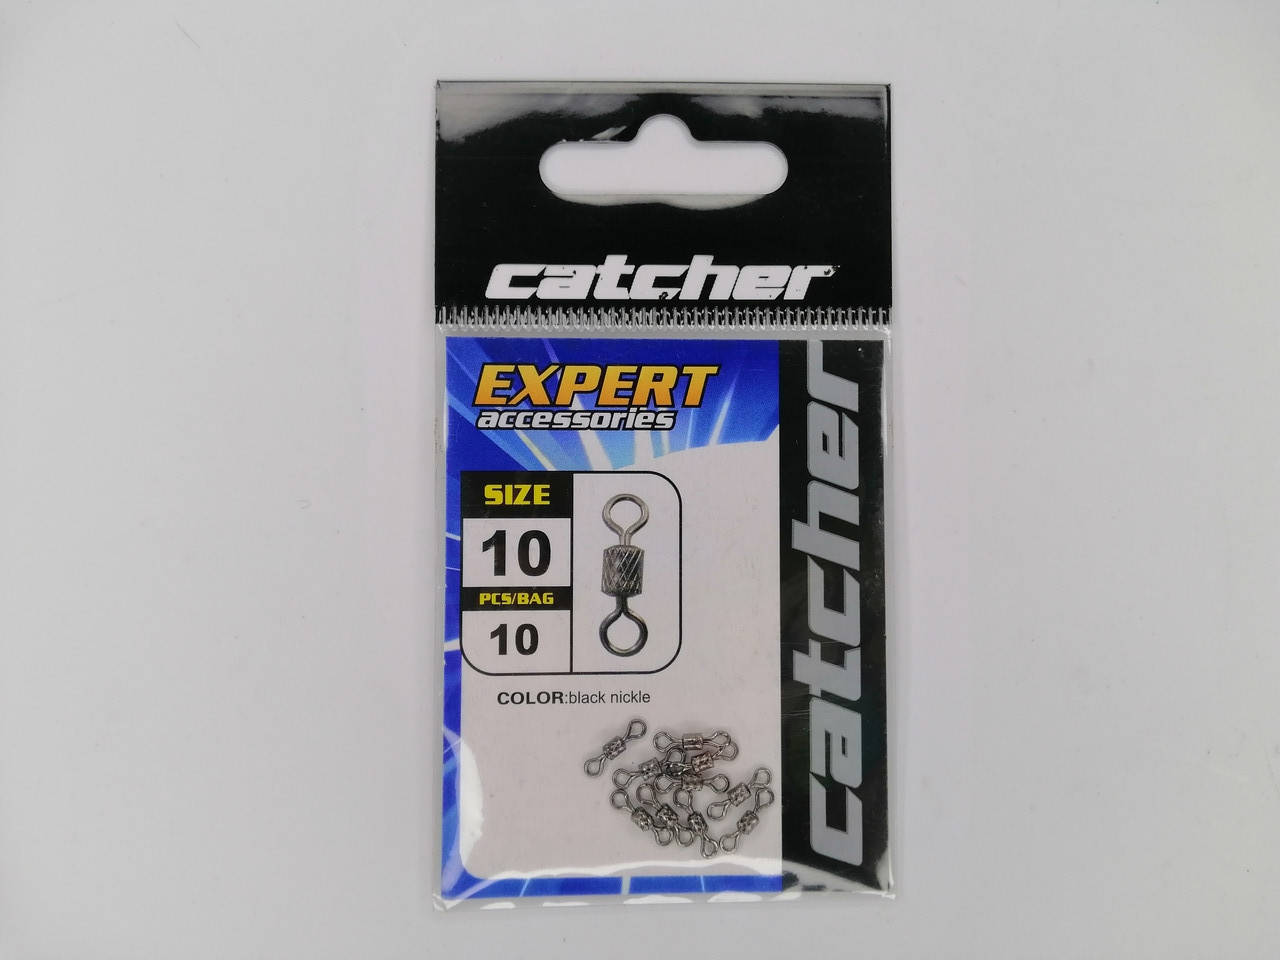 catcher
EXPERT
accessories
SIZE
10
PCS/BAG
10
COLOR:black nickle
catcher